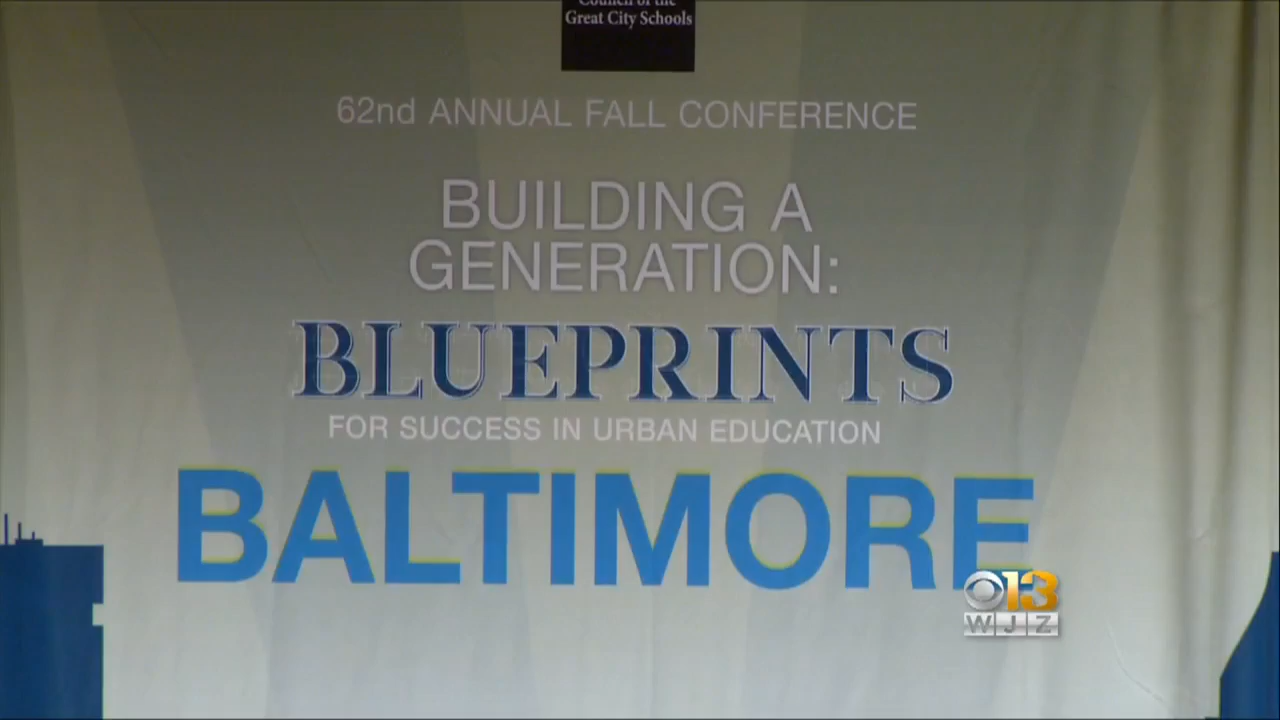 Council of the
Great City Schools
62nd ANNUAL FALL CONFERENCE
BUILDING A
GENERATION:
BLUEPRINTS
FOR SUCCESS IN URBAN EDUCATION
BALTIMORE
13
WJZ